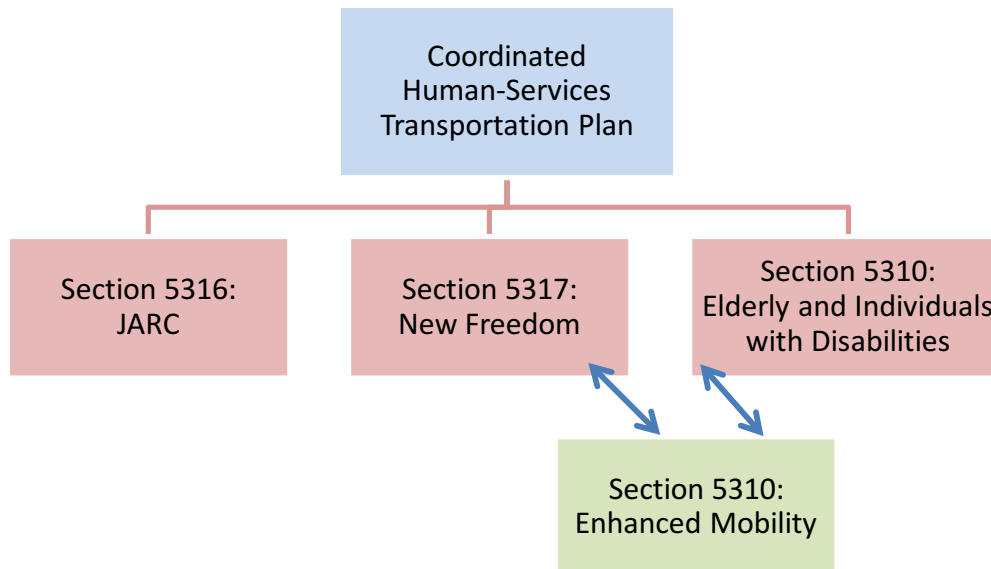 Coordinated
Human-Services
Transportation Plan
Section 5316:
JARC
Section 5317:
New Freedom
Section 5310:
Elderly and Individuals
with Disabilities
Section 5310:
Enhanced Mobility